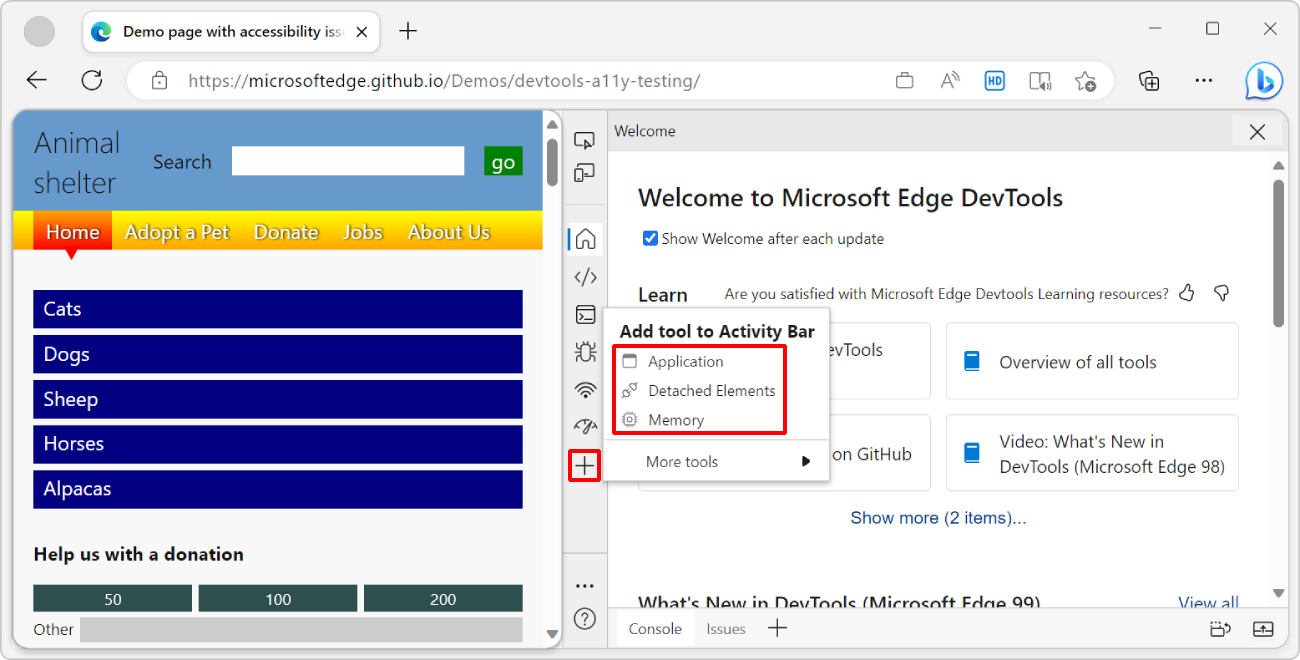 Demo page with accessibility iss
https://microsoftedge.github.io/Demos/devtools-a11y-testing/
HD
Animal
shelter
Search
go
Home Adopt a Pet Donate Jobs About Us
Cats
Dogs
Sheep
Horses
Alpacas
Help us with a donation
50 100 200
Other
Welcome
Welcome to Microsoft Edge DevTools
Show Welcome after each update
Learn Are you satisfied with Microsoft Edge Devtools Learning resources?
Add tool to Activity Bar
Application
Detached Elements
Memory
More tools
evTools
Overview of all tools
on GitHub
Video: What's New in
DevTools (Microsoft Edge 98)
Show more (2 items)...
What's New in DevTools (Microsoft Edge 99) View all
Console Issues